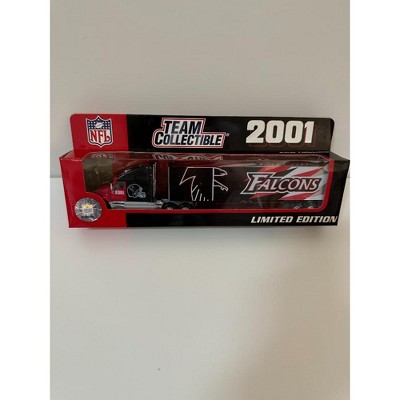 NFL
TEAM
COLLECTIBLE
2001
FALCONS
LIMITED EDITION